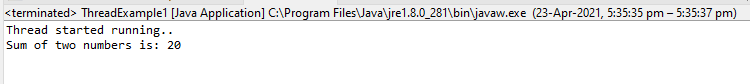 <terminated> ThreadExample1 [Java Application] C:\Program Files\Java\jre1.8.0_281\bin\javaw.exe (23-Apr-2021, 5:35:35 pm – 5:35:37 pm)
Thread started running..
Sum of two numbers is: 20